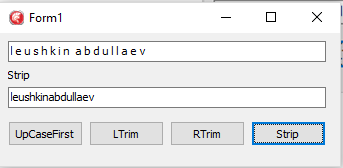 Form1
l e u s h k i n  a b d u l l a e v
Strip
leushkinabdullaev
UpCaseFirst LTrim RTrim Strip